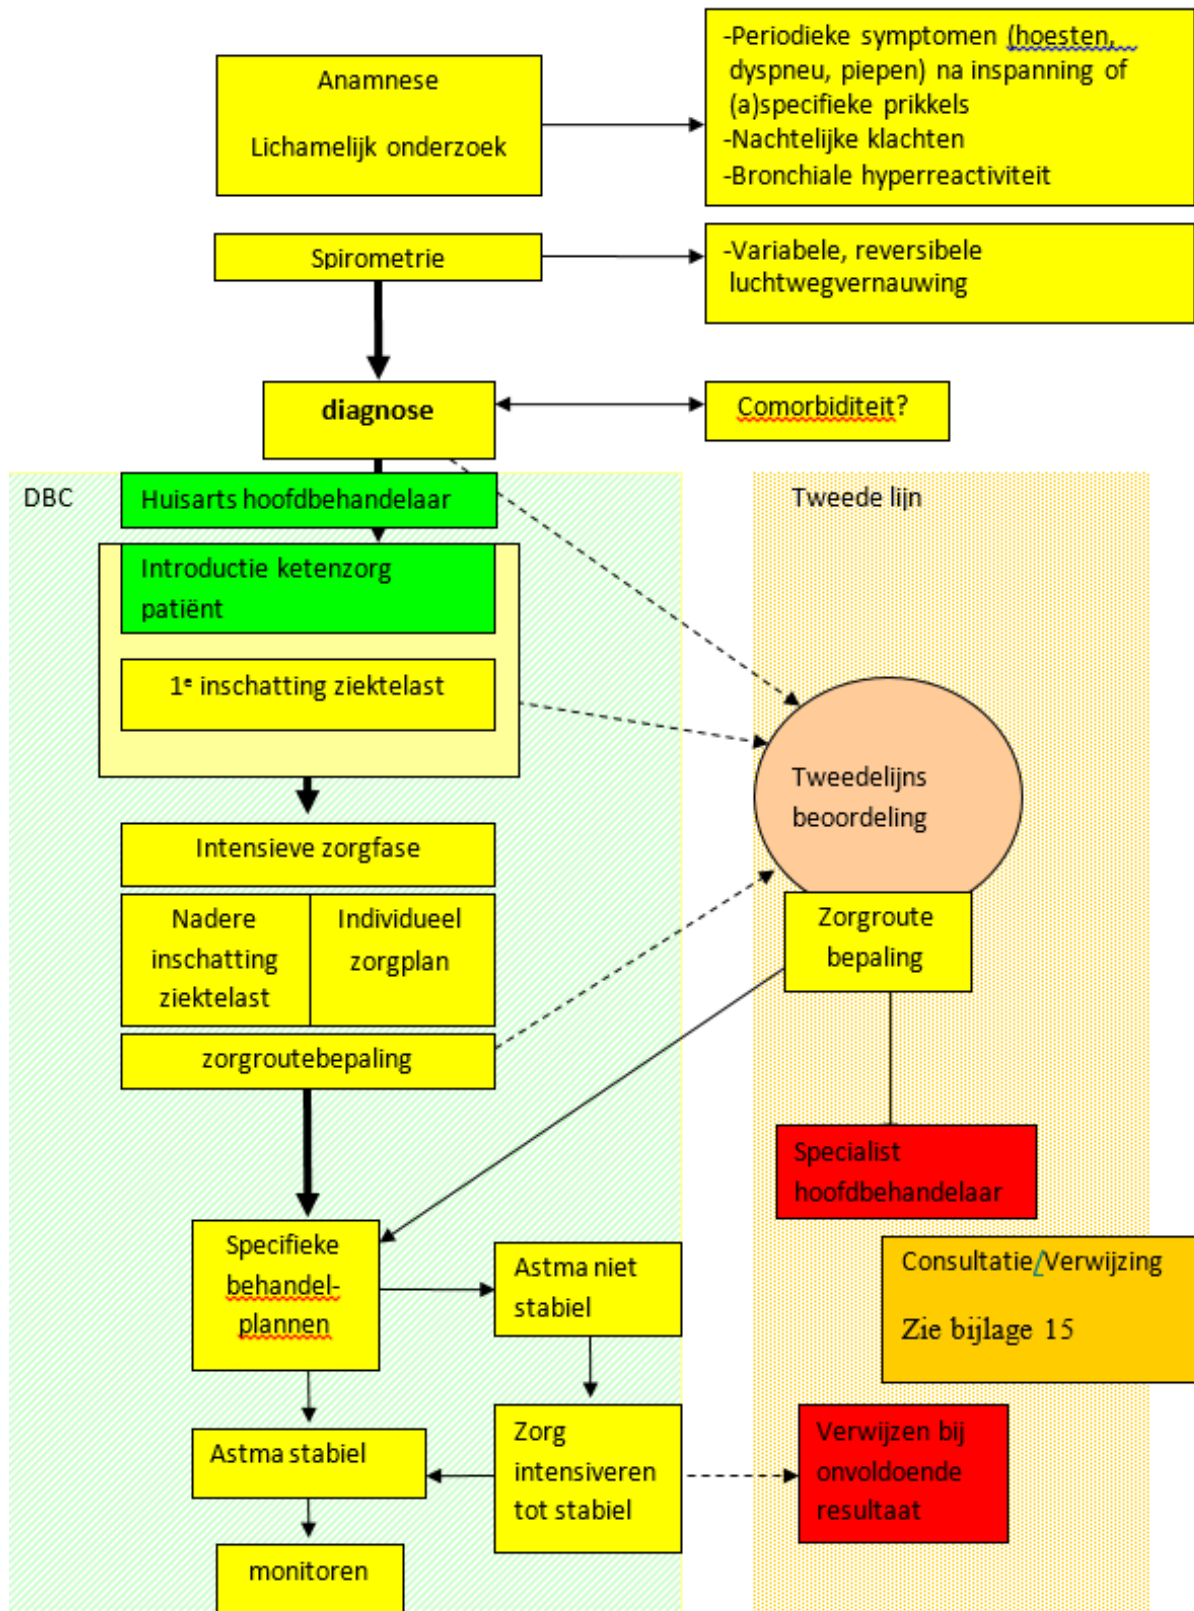 Anamnese
Lichamelijk onderzoek
-Periodieke symptomen (hoesten,
dyspneu, piepen) na inspanning of
(a)specifieke prikkels
-Nachtelijke klachten
-Bronchiale hyperreactiviteit
Spirometrie
-Variabele, reversibele
luchtwegvernauwing
diagnose
Comorbiditeit?
DBC
Huisarts hoofdbehandelaar
Tweede lijn
Introductie ketenzorg
patiënt
1e inschatting ziektelast
Tweedelijns
beoordeling
Intensieve zorgfase
Nadere
inschatting
ziektelast
Individueel
zorgplan
Zorgroute
bepaling
zorgroutebepaling
Specialist
hoofdbehandelaar
Specifieke
behandel-
plannen
Astma niet
stabiel
Consultatie/Verwijzing
Zie bijlage 15
Astma stabiel
Zorg
intensiveren
tot stabiel
Verwijzen bij
onvoldoende
resultaat
monitoren